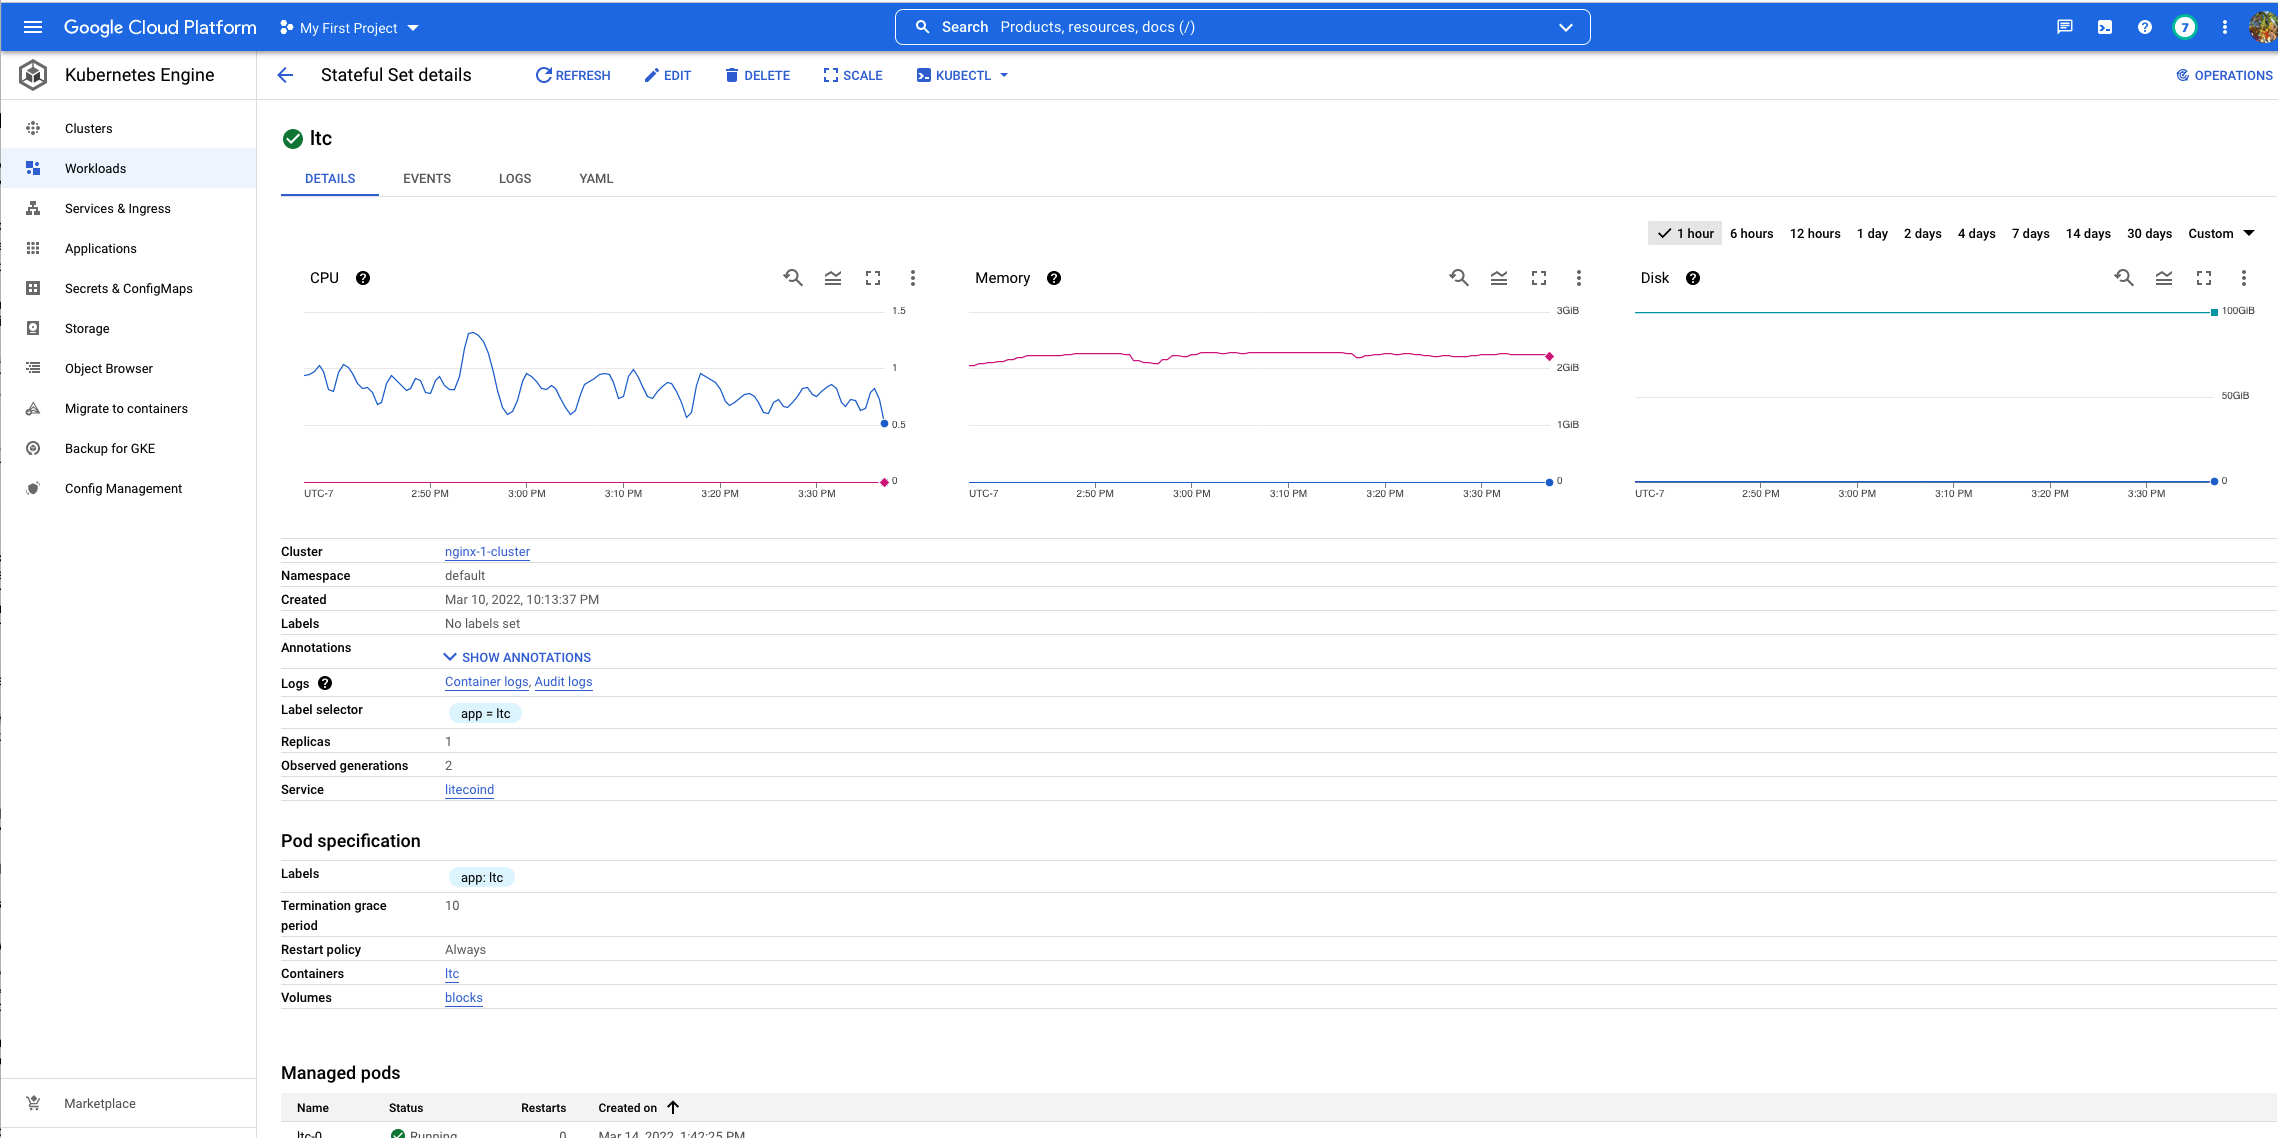 Google Cloud Platform My First Project Search Products, resources, docs (/) 7
Kubernetes Engine Stateful Set details REFRESH EDIT DELETE SCALE KUBECTL OPERATIONS
Clusters
Workloads
Services & Ingress
Applications
Secrets & ConfigMaps
Storage
Object Browser
Migrate to containers
Backup for GKE
Config Management
Marketplace
ltc
DETAILS EVENTS LOGS YAML
1 hour 6 hours 12 hours 1 day 2 days 4 days 7 days 14 days 30 days Custom
CPU
1.5
1
0.5
0
UTC-7 2:50 PM 3:00 PM 3:10 PM 3:20 PM 3:30 PM
Memory
3GiB
2GiB
1GiB
0
UTC-7 2:50 PM 3:00 PM 3:10 PM 3:20 PM 3:30 PM
Disk
100GiB
50GiB
0
UTC-7 2:50 PM 3:00 PM 3:10 PM 3:20 PM 3:30 PM
Cluster nginx-1-cluster
Namespace default
Created Mar 10, 2022, 10:13:37 PM
Labels No labels set
Annotations SHOW ANNOTATIONS
Logs Container logs, Audit logs
Label selector app = ltc
Replicas 1
Observed generations 2
Service litecoind
Pod specification
Labels app: ltc
Termination grace period 10
Restart policy Always
Containers ltc
Volumes blocks
Managed pods
Name Status Restarts Created on
ltc-0 Running 0 Mar 14, 2022, 1:42:25 PM